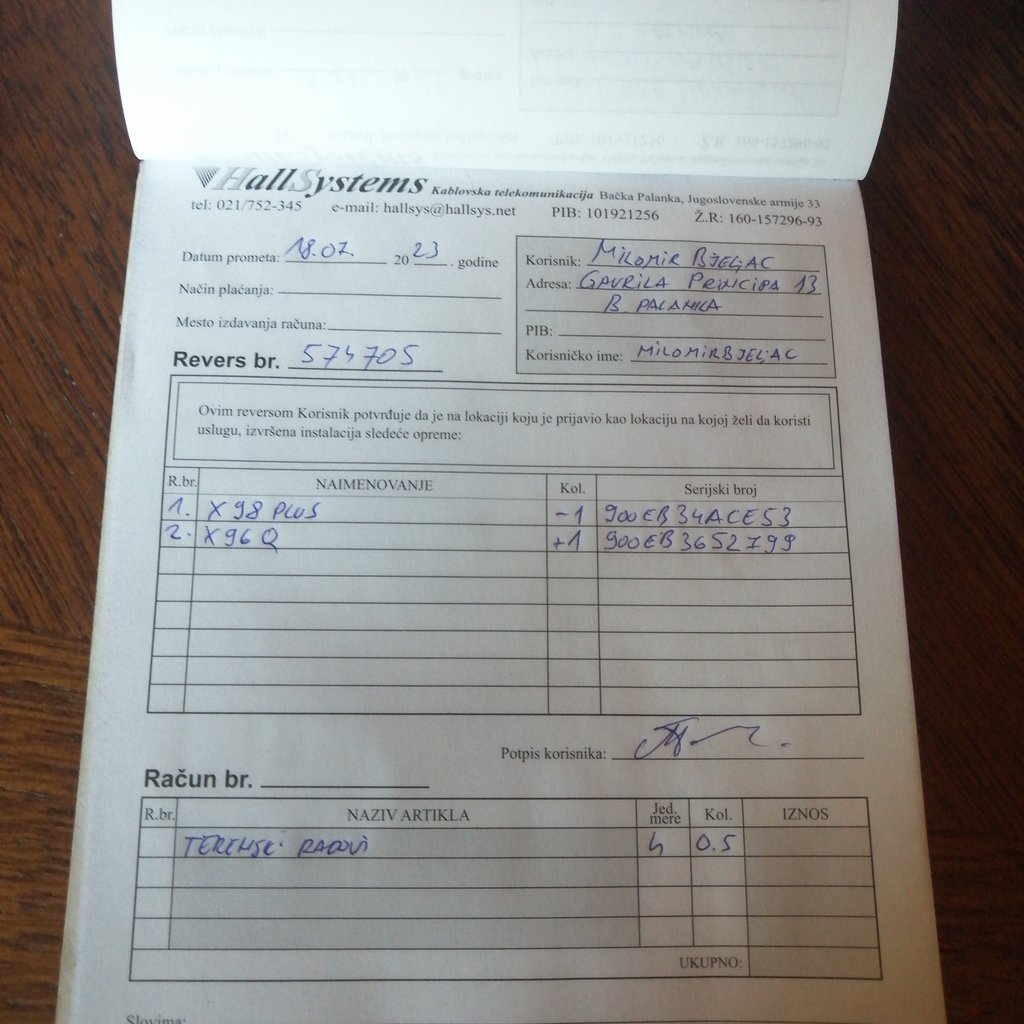 HallSystems Kablovska telekomunikacija Bačka Palanka, Jugoslovenske armije 33
tel: 021/752-345 e-mail: hallsys@hallsys.net PIB: 101921256 Ž.R: 160-157296-93
Datum prometa: 18.07. 20 23 . godine
Način plaćanja:
Mesto izdavanja računa:
Revers br. 574705
Korisnik: MILOMIR BJELJAC
Adresa: GAVRILA PRINCIPA 13
B PALANKA
PIB:
Korisničko ime: MILOMIRBJELJAC
Ovim reversom Korisnik potvrđuje da je na lokaciji koju je prijavio kao lokaciju na kojoj želi da koristi
uslugu, izvršena instalacija sledeće opreme:
R.br. NAIMENOVANJE Kol. Serijski broj
1. X98 PLUS -1 900EB34ACE53
2. X96Q +1 900EB3652799
Potpis korisnika:
Račun br.
R.br. NAZIV ARTIKLA Jed. mere Kol. IZNOS
TERENSKI RADOVI h 0.5
UKUPNO:
Slovima: